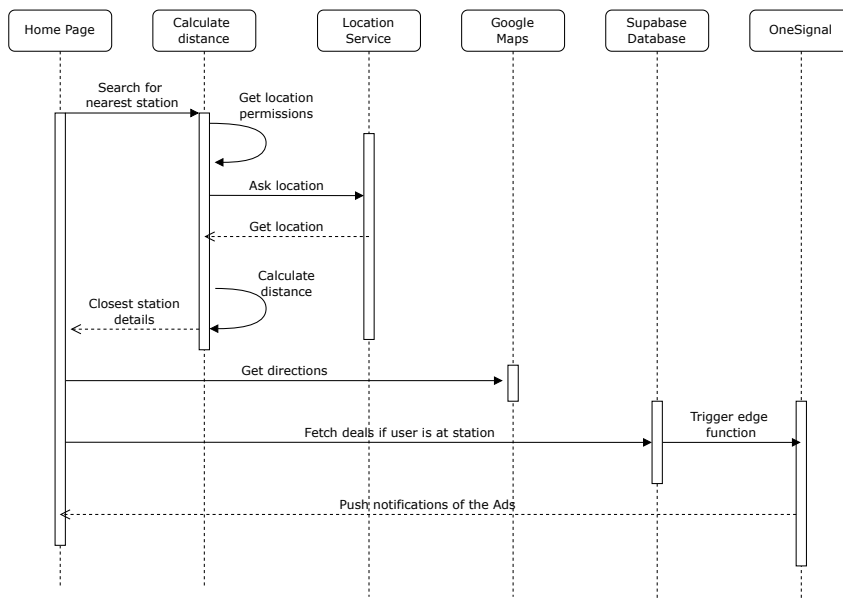 Home Page
Calculate
distance
Location
Service
Google
Maps
Supabase
Database
OneSignal
Search for
nearest station
Get location
permissions
Ask location
Get location
Calculate
distance
Closest station
details
Get directions
Fetch deals if user is at station
Trigger edge
function
Push notifications of the Ads